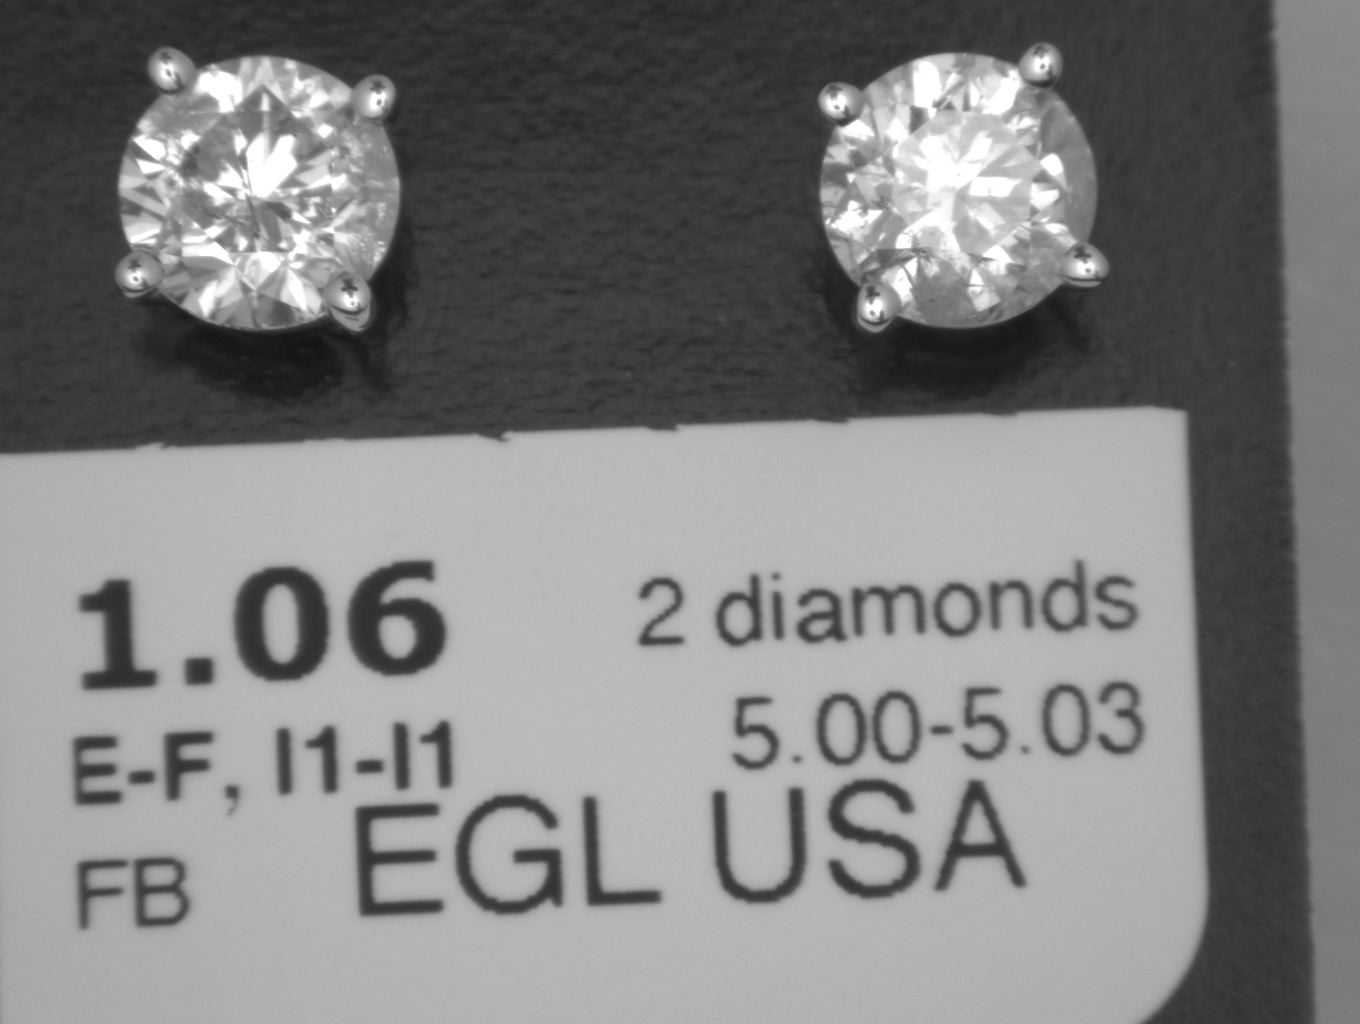 1.06
2 diamonds
E-F, I1-I1
5.00-5.03
FB
EGL USA